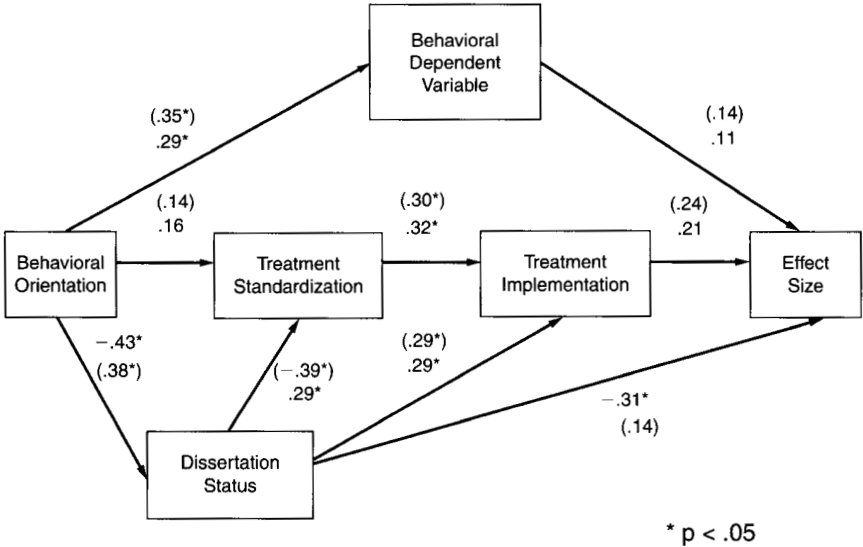 Behavioral
Dependent
Variable
(.35*)
.29*
(.14)
.11
(.14)
.16
(.30*)
.32*
(.24)
.21
Behavioral
Orientation
Treatment
Standardization
Treatment
Implementation
Effect
Size
−.43*
(.38*)
(−.39*)
.29*
(.29*)
.29*
−.31*
(.14)
Dissertation
Status
* p < .05